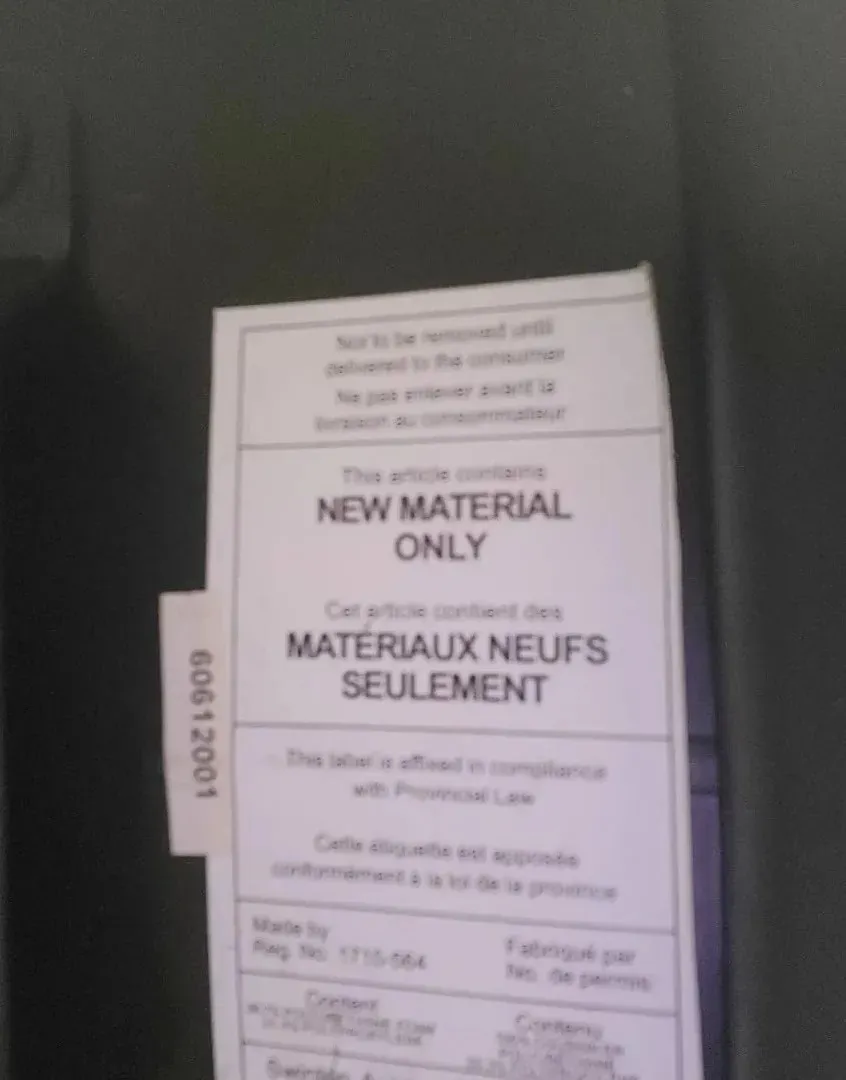 Not to be removed until
delivered to the consumer
Ne pas enlever avant la
livraison au consommateur
This article contains
NEW MATERIAL
ONLY
Cet article contient des
MATÉRIAUX NEUFS
SEULEMENT
60612001
This label is affixed in compliance
with Provincial Law
Cette étiquette est apposée
conformément à la loi de la province
Made by
Reg. No.
Fabriqué par
No. de permis
Content
Contenu